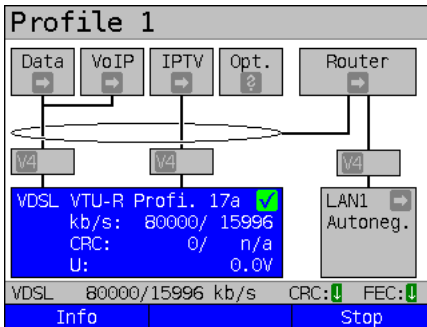 Profile 1
Data VoIP IPTV Opt. Router
?
V4 V4 V4
VDSL VTU-R Profi. 17a
kb/s: 80000/ 15996
CRC: 0/ n/a
U: 0.0V
LAN1
Autoneg.
VDSL 80000/15996 kb/s CRC: FEC:
Info Stop